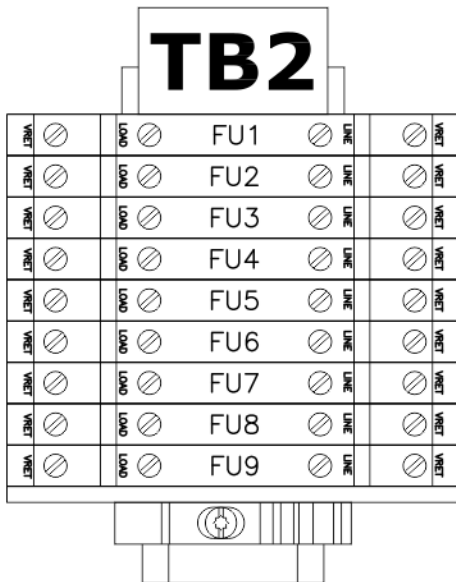 TB2
VRET LOAD FU1 LINE VRET
VRET LOAD FU2 LINE VRET
VRET LOAD FU3 LINE VRET
VRET LOAD FU4 LINE VRET
VRET LOAD FU5 LINE VRET
VRET LOAD FU6 LINE VRET
VRET LOAD FU7 LINE VRET
VRET LOAD FU8 LINE VRET
VRET LOAD FU9 LINE VRET